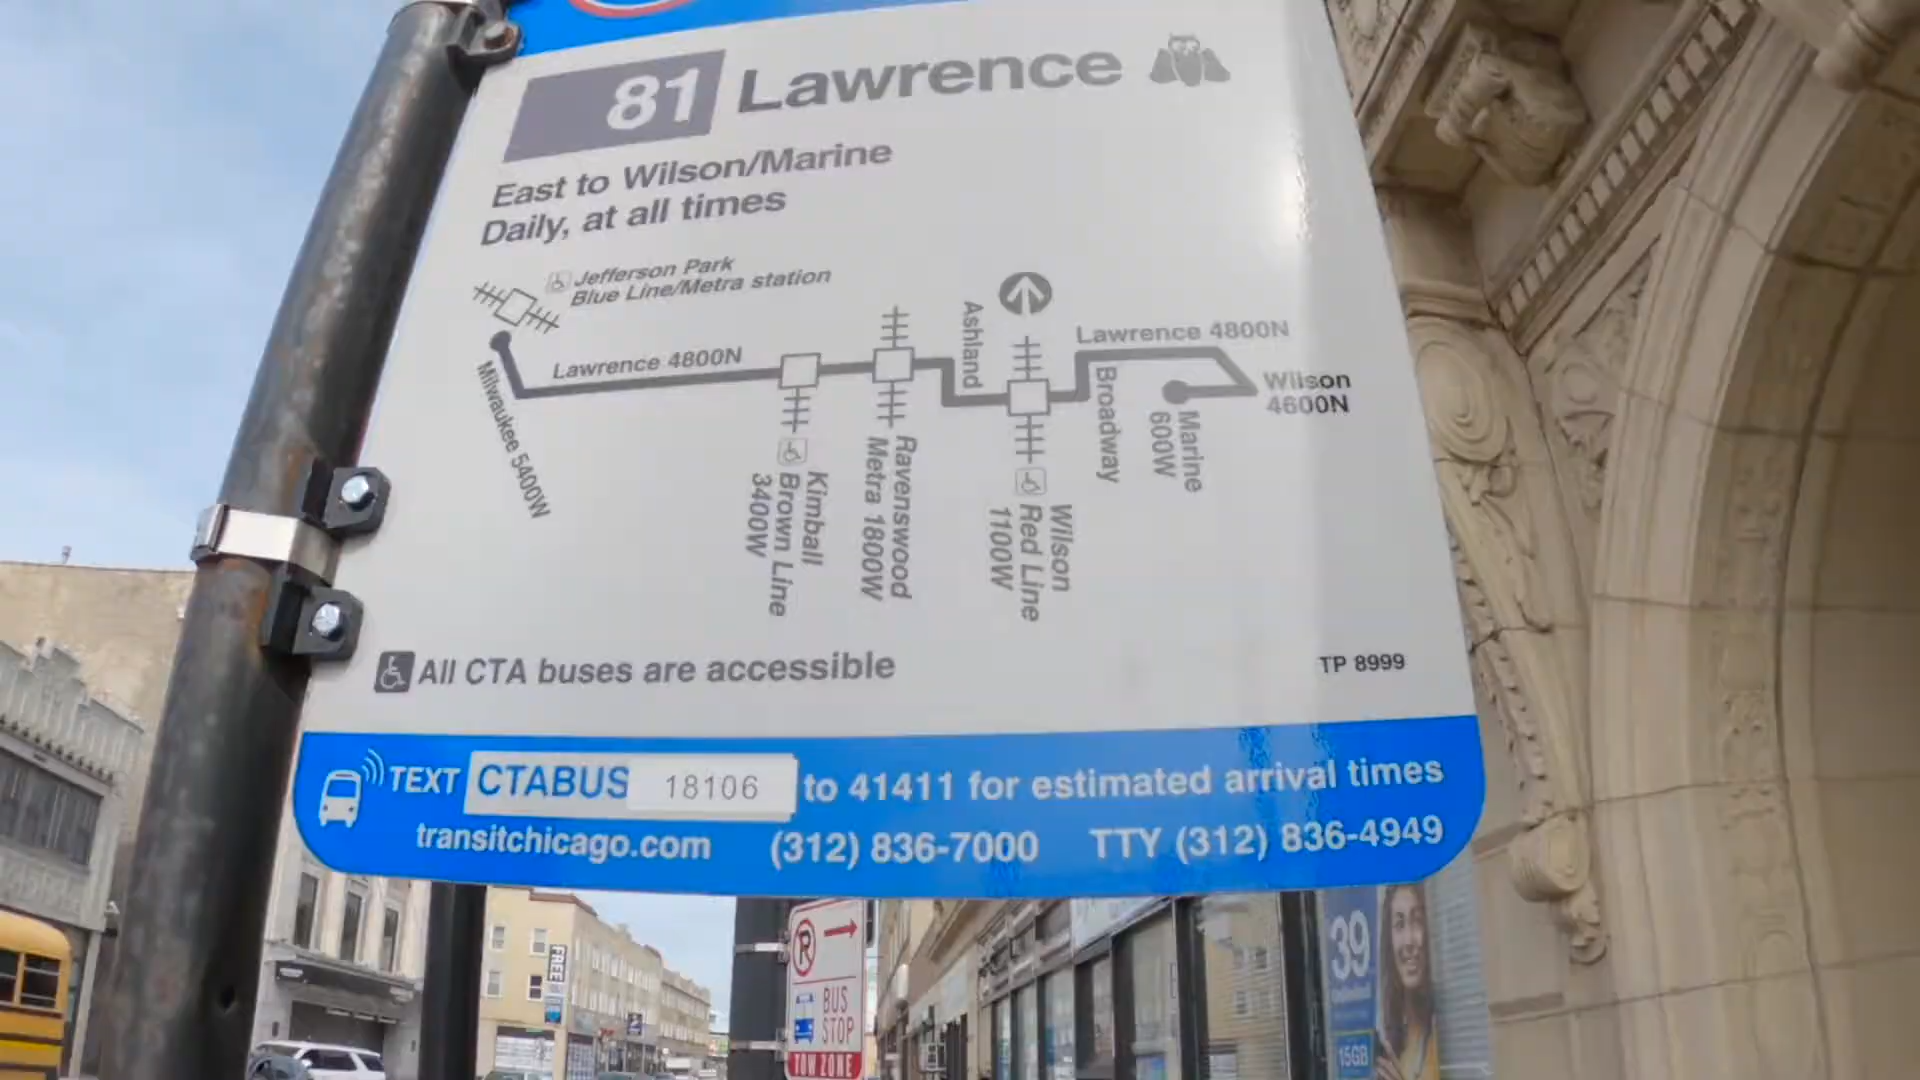 81 Lawrence
East to Wilson/Marine
Daily, at all times
Jefferson Park
Blue Line/Metra station
Milwaukee 5400W
Lawrence 4800N
Kimball
Brown Line
3400W
Ravenswood
Metra 1800W
Ashland
Wilson
Red Line
1100W
Broadway
Lawrence 4800N
Marine
600W
Wilson
4600N
All CTA buses are accessible
TP 8999
TEXT CTABUS 18106 to 41411 for estimated arrival times
transitchicago.com (312) 836-7000 TTY (312) 836-4949
P
BUS
STOP
TOW ZONE
FREE
39
15GB